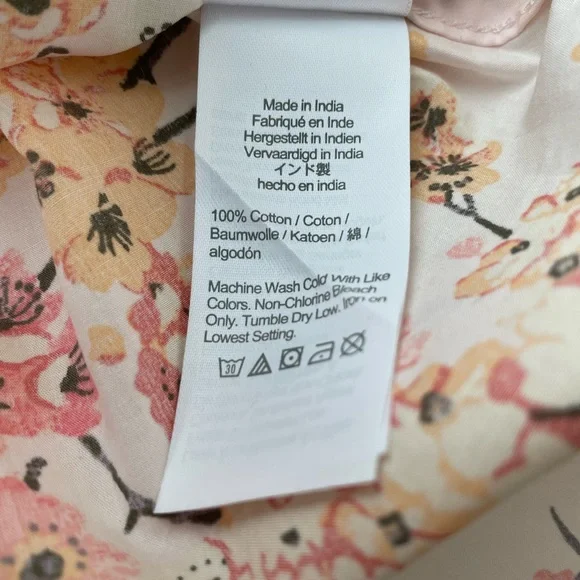 Made in India
Fabriqué en Inde
Hergestellt in Indien
Vervaardigd in India
インド製
hecho en india
100% Cotton / Coton /
Baumwolle / Katoen / 綿 /
algodón
Machine Wash Cold With Like
Colors. Non-Chlorine Bleach
Only. Tumble Dry Low. Iron on
Lowest Setting.
30